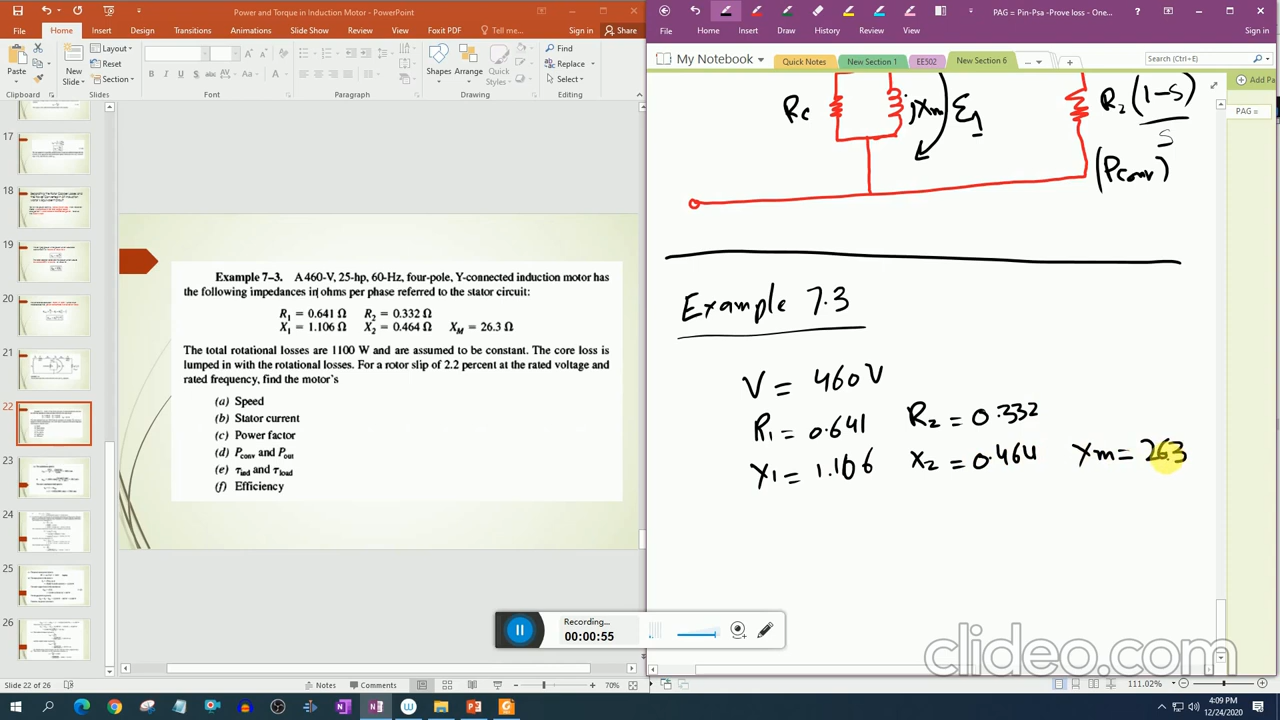 Power and Torque in Induction Motor - PowerPoint
File Home Insert Design Transitions Animations Slide Show Review Foxit PDF Tell me... Sign in Share
Paste
New Slide
Layout
Reset
Section
Shapes Arrange Quick Styles
Find
Replace
Select
Clipboard Slides Font Paragraph Drawing Editing
17
18
19
20
21
22
24
25
26
Example 7-3. A 460-V, 25-hp, 60-Hz, four-pole, Y-connected induction motor has
the following impedances in ohms per phase referred to the stator circuit:
R1 = 0.641 Ω R2 = 0.332 Ω
X1 = 1.106 Ω X2 = 0.464 Ω XM = 26.3 Ω
The total rotational losses are 1100 W and are assumed to be constant. The core loss is
lumped in with the rotational losses. For a rotor slip of 2.2 percent at the rated voltage and
rated frequency, find the motor's
(a) Speed
(b) Stator current
(c) Power factor
(d) Pconv and Pout
(e) τind and τload
(f) Efficiency
Slide 22 of 26 Notes Comments 70%
PAG = Pin-Psa -Prove loss - One...
File Home Insert Draw History Review View Sign in
My Notebook Quick Notes New Section 1 EE502 New Section 6 ... Search (Ctrl+E)
Add Pa
PAG =
Rc jXm E1 R2 (1-S)
S
(Pconv)
Example 7.3
V = 460V
R1 = 0.641 R2 = 0.332
X1 = 1.106 X2 = 0.464 Xm = 263
Recording...
00:00:55
clideo.com
111.02%
4:09 PM
12/24/2020